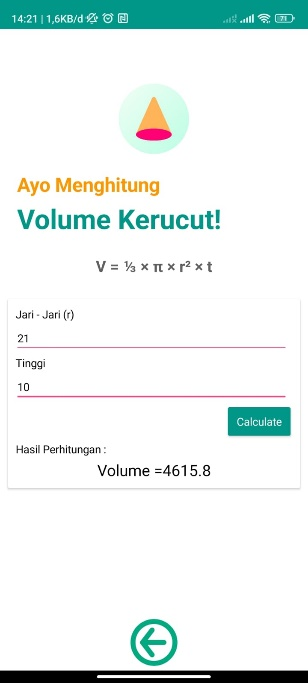 14:21 | 1,6KB/d
71
Ayo Menghitung
Volume Kerucut!
V = ⅓ × π × r² × t
Jari - Jari (r)
21
Tinggi
10
Calculate
Hasil Perhitungan :
Volume =4615.8